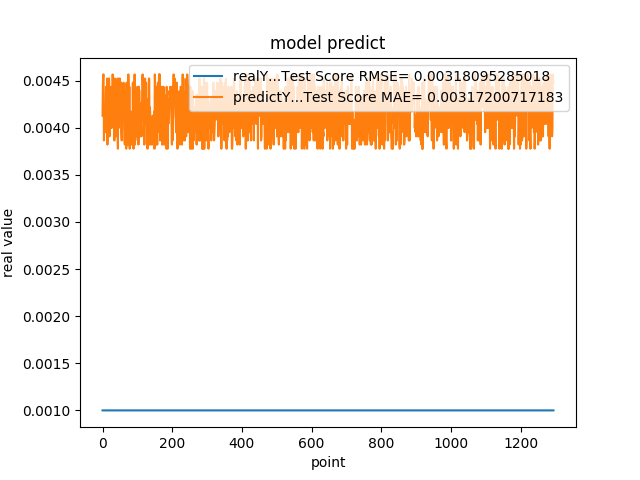 model predict
realY...Test Score RMSE= 0.00318095285018
predictY...Test Score MAE= 0.00317200717183
0.0045
0.0040
0.0035
0.0030
0.0025
0.0020
0.0015
0.0010
real value
0 200 400 600 800 1000 1200
point